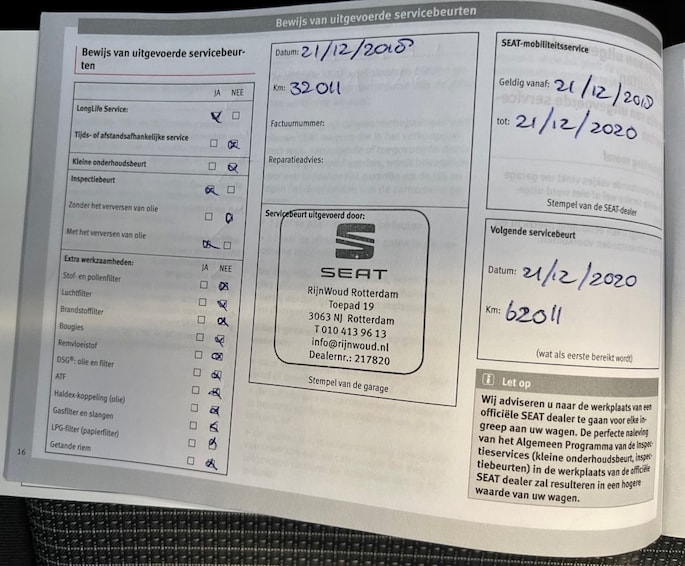 Bewijs van uitgevoerde servicebeurten
Bewijs van uitgevoerde servicebeur-
ten
JA NEE
LongLife Service:
Tijds- of afstandsafhankelijke service
Kleine onderhoudsbeurt
Inspectiebeurt
Zonder het verversen van olie
Met het verversen van olie
Extra werkzaamheden: JA NEE
Stof- en pollenfilter
Luchtfilter
Brandstoffilter
Bougies
Remvloeistof
DSG®: olie en filter
ATF
Haldex-koppeling (olie)
Gasfilter en slangen
LPG-filter (papierfilter)
Getande riem
16
Datum: 21/12/2018
Km: 32011
Factuurnummer:
Reparatieadvies:
Servicebeurt uitgevoerd door:
SEAT
RijnWoud Rotterdam
Toepad 19
3063 NJ Rotterdam
T 010 413 96 13
info@rijnwoud.nl
Dealernr.: 217820
Stempel van de garage
SEAT-mobiliteitsservice
Geldig vanaf: 21/12/2018
tot: 21/12/2020
Stempel van de SEAT-dealer
Volgende servicebeurt
Datum: 21/12/2020
Km: 62011
(wat als eerste bereikt wordt)
i Let op
Wij adviseren u naar de werkplaats van een
officiële SEAT dealer te gaan voor elke in-
greep aan uw wagen. De perfecte naleving
van het Algemeen Programma van de Inspec-
tieservices (kleine onderhoudsbeurt, inspec-
tiebeurten) in de werkplaats van de officiële
SEAT dealer zal resulteren in een hogere
waarde van uw wagen.